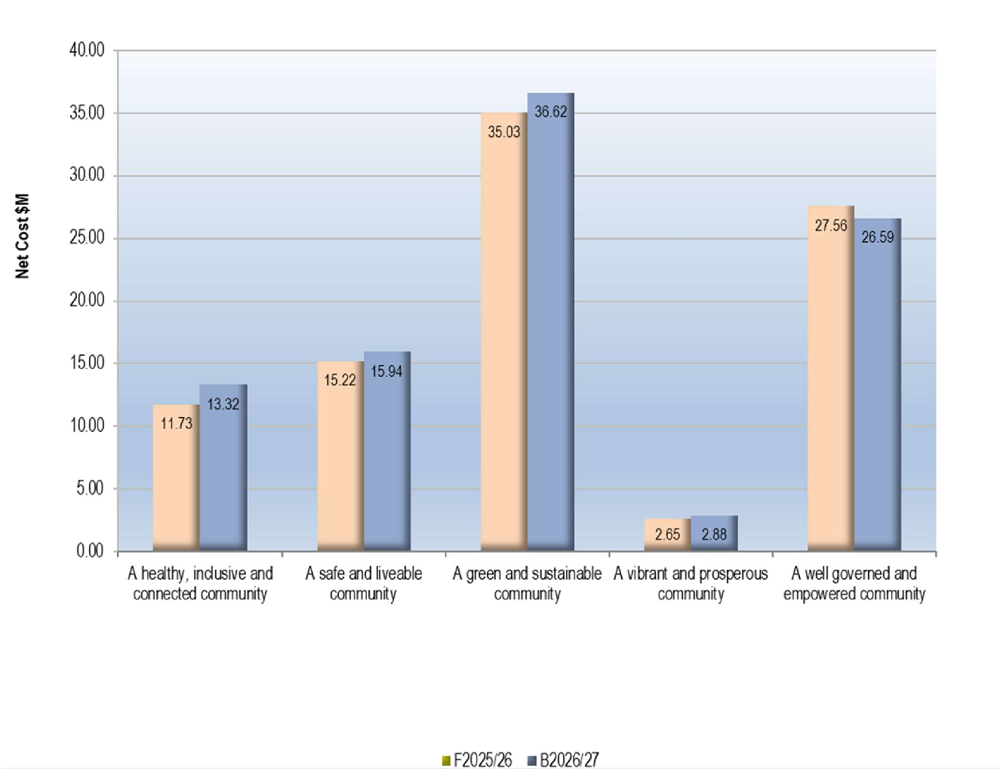 40.00
35.00
30.00
25.00
20.00
15.00
10.00
5.00
0.00
Net Cost $M
11.73
13.32
15.22
15.94
35.03
36.62
2.65
2.88
27.56
26.59
A healthy, inclusive and
connected community
A safe and liveable
community
A green and sustainable
community
A vibrant and prosperous
community
A well governed and
empowered community
F2025/26
B2026/27